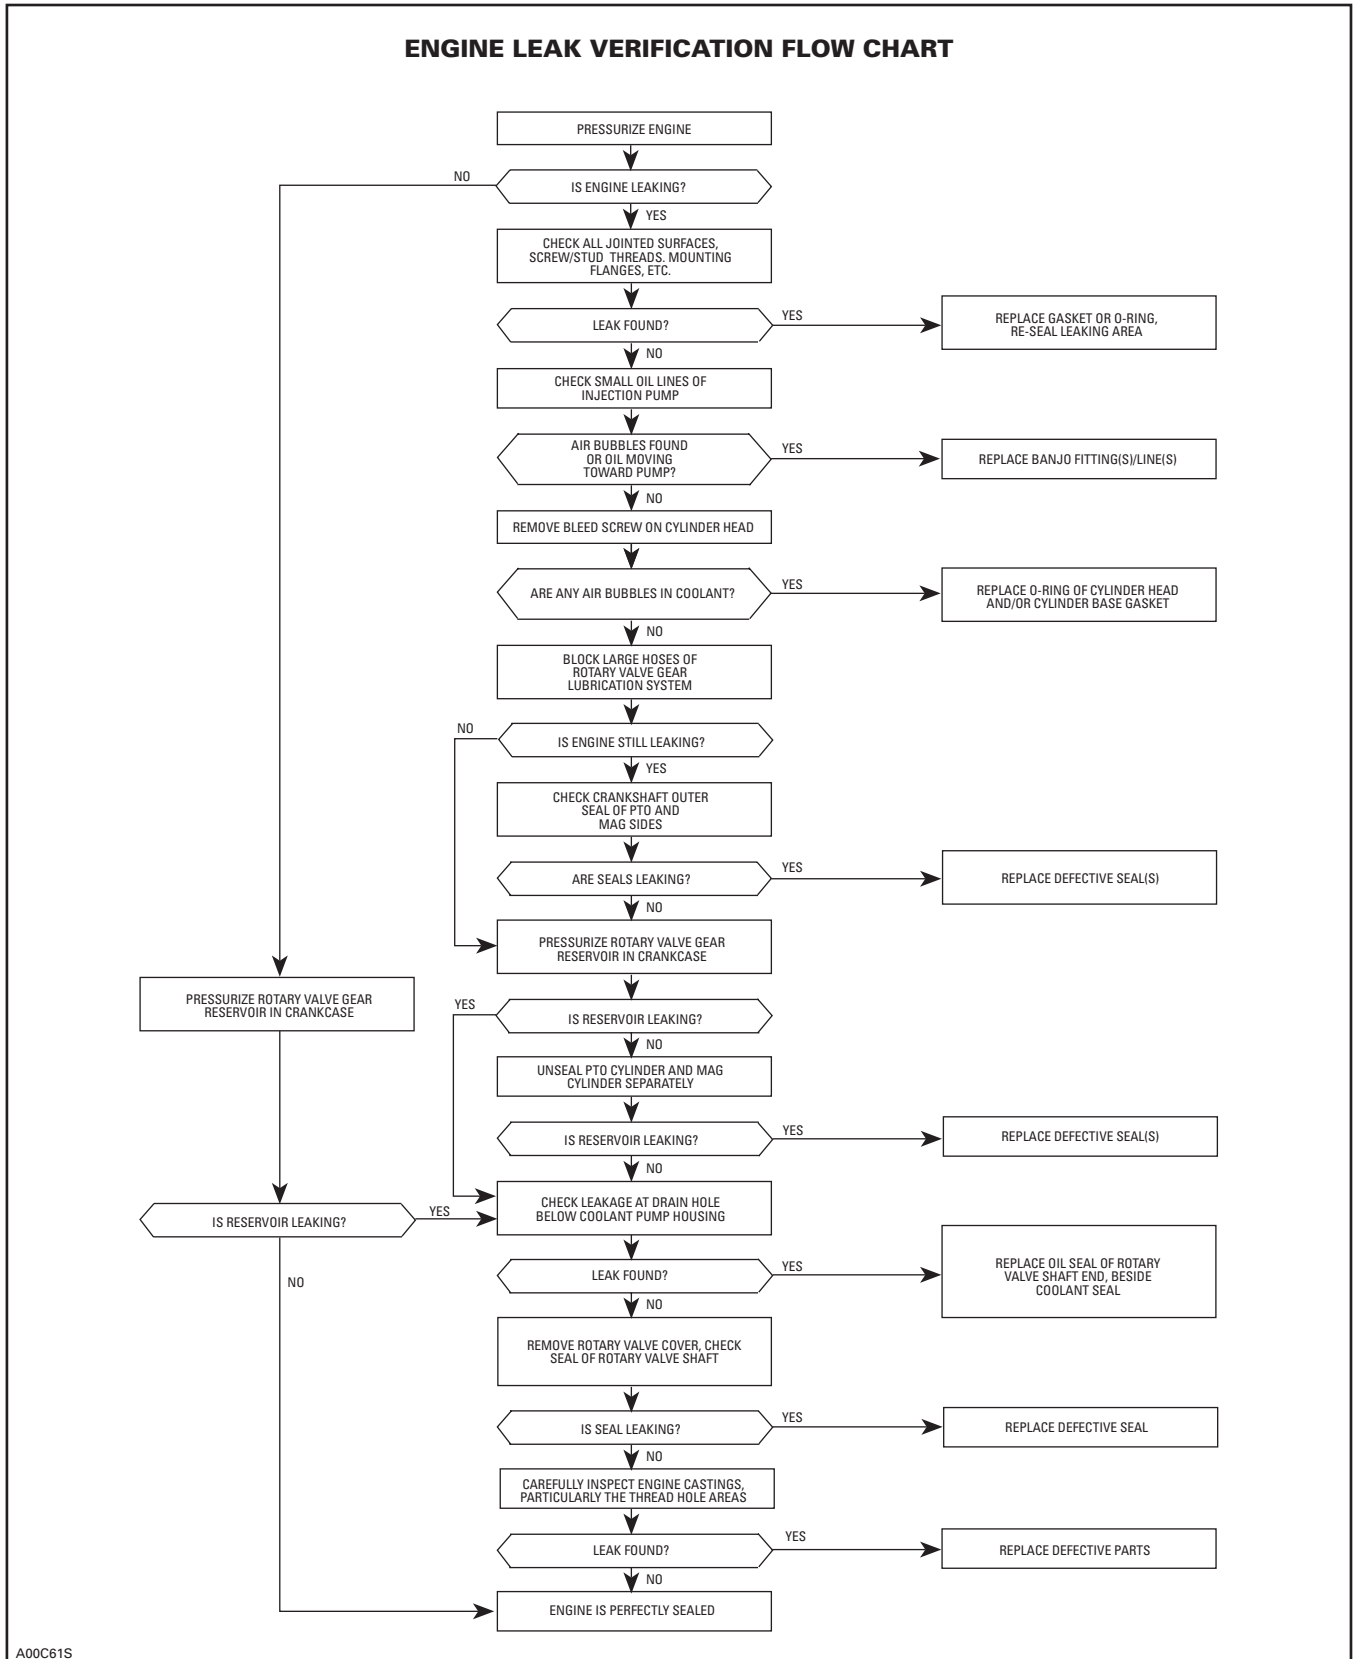 ENGINE LEAK VERIFICATION FLOW CHART
PRESSURIZE ENGINE
NO
IS ENGINE LEAKING?
YES
CHECK ALL JOINTED SURFACES,
SCREW/STUD THREADS. MOUNTING
FLANGES, ETC.
LEAK FOUND?
YES
REPLACE GASKET OR O-RING,
RE-SEAL LEAKING AREA
NO
CHECK SMALL OIL LINES OF
INJECTION PUMP
AIR BUBBLES FOUND
OR OIL MOVING
TOWARD PUMP?
YES
REPLACE BANJO FITTING(S)/LINE(S)
NO
REMOVE BLEED SCREW ON CYLINDER HEAD
ARE ANY AIR BUBBLES IN COOLANT?
YES
REPLACE O-RING OF CYLINDER HEAD
AND/OR CYLINDER BASE GASKET
NO
BLOCK LARGE HOSES OF
ROTARY VALVE GEAR
LUBRICATION SYSTEM
NO
IS ENGINE STILL LEAKING?
YES
CHECK CRANKSHAFT OUTER
SEAL OF PTO AND
MAG SIDES
ARE SEALS LEAKING?
YES
REPLACE DEFECTIVE SEAL(S)
NO
PRESSURIZE ROTARY VALVE GEAR
RESERVOIR IN CRANKCASE
PRESSURIZE ROTARY VALVE GEAR
RESERVOIR IN CRANKCASE
YES
IS RESERVOIR LEAKING?
NO
UNSEAL PTO CYLINDER AND MAG
CYLINDER SEPARATELY
IS RESERVOIR LEAKING?
YES
REPLACE DEFECTIVE SEAL(S)
NO
IS RESERVOIR LEAKING?
YES
CHECK LEAKAGE AT DRAIN HOLE
BELOW COOLANT PUMP HOUSING
NO
LEAK FOUND?
YES
REPLACE OIL SEAL OF ROTARY
VALVE SHAFT END, BESIDE
COOLANT SEAL
NO
REMOVE ROTARY VALVE COVER, CHECK
SEAL OF ROTARY VALVE SHAFT
IS SEAL LEAKING?
YES
REPLACE DEFECTIVE SEAL
NO
CAREFULLY INSPECT ENGINE CASTINGS,
PARTICULARLY THE THREAD HOLE AREAS
LEAK FOUND?
YES
REPLACE DEFECTIVE PARTS
NO
ENGINE IS PERFECTLY SEALED
A00C61S